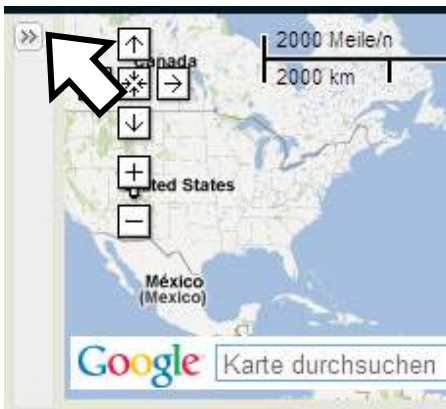 »
2000 Meile/n
Canada
2000 km
United States
México
(Mexico)
Google Karte durchsuchen